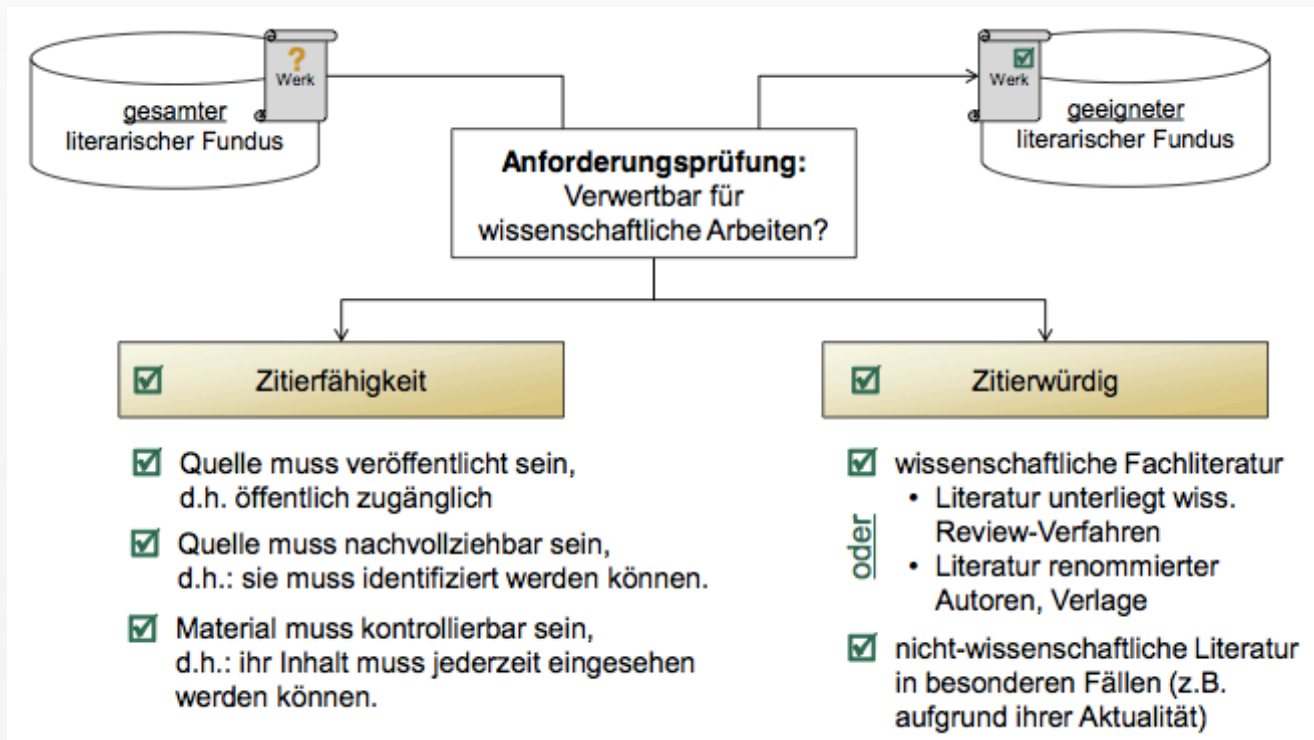 ?
Werk
gesamter
literarischer Fundus
Werk
geeigneter
literarischer Fundus
Anforderungsprüfung:
Verwertbar für
wissenschaftliche Arbeiten?
Zitierfähigkeit
Quelle muss veröffentlicht sein,
d.h. öffentlich zugänglich
Quelle muss nachvollziehbar sein,
d.h.: sie muss identifiziert werden können.
Material muss kontrollierbar sein,
d.h.: ihr Inhalt muss jederzeit eingesehen
werden können.
Zitierwürdig
wissenschaftliche Fachliteratur
• Literatur unterliegt wiss.
Review-Verfahren
oder
• Literatur renommierter
Autoren, Verlage
nicht-wissenschaftliche Literatur
in besonderen Fällen (z.B.
aufgrund ihrer Aktualität)